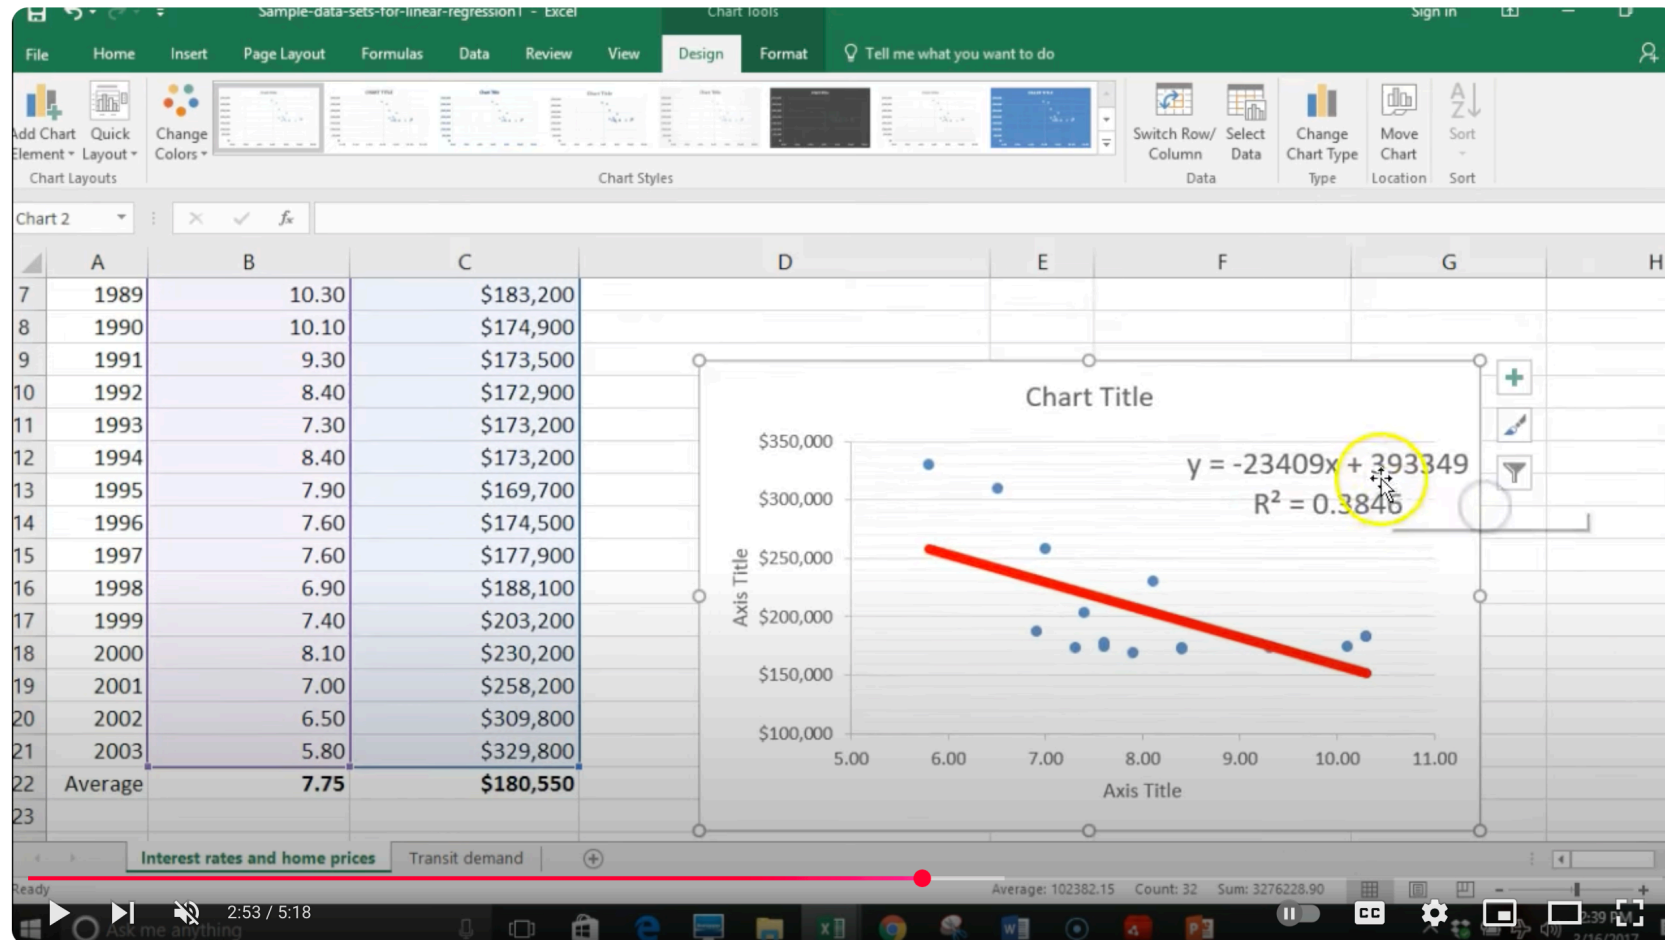 Sample-data-sets-for-linear-regression1 - Excel
Chart Tools
Sign in
File Home Insert Page Layout Formulas Data Review View Design Format Tell me what you want to do
Add Chart Element
Quick Layout
Change Colors
Switch Row/ Column
Select Data
Change Chart Type
Move Chart
Sort
Chart Layouts
Chart Styles
Data
Type
Location
Sort
Chart 2
fx
A B C D E F G H
7 1989 10.30 $183,200
8 1990 10.10 $174,900
9 1991 9.30 $173,500
10 1992 8.40 $172,900
11 1993 7.30 $173,200
12 1994 8.40 $173,200
13 1995 7.90 $169,700
14 1996 7.60 $174,500
15 1997 7.60 $177,900
16 1998 6.90 $188,100
17 1999 7.40 $203,200
18 2000 8.10 $230,200
19 2001 7.00 $258,200
20 2002 6.50 $309,800
21 2003 5.80 $329,800
22 Average 7.75 $180,550
23
Chart Title
y = -23409x + 393349
R² = 0.3846
$350,000
$300,000
$250,000
$200,000
$150,000
$100,000
Axis Title
5.00 6.00 7.00 8.00 9.00 10.00 11.00
Axis Title
Interest rates and home prices Transit demand
Ready
Average: 102382.15 Count: 32 Sum: 3276228.90
2:53 / 5:18
CC
Ask me anything
2:39 PM